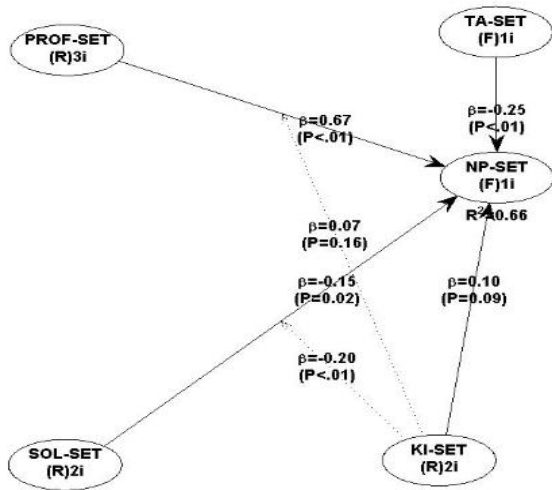 PROF-SET
(R)3i
TA-SET
(F)1i
β=0.67
(P<.01)
β=-0.25
(P<.01)
NP-SET
(F)1i
R²=0.66
β=0.07
(P=0.16)
β=-0.15
(P=0.02)
β=0.10
(P=0.09)
β=-0.20
(P<.01)
SOL-SET
(R)2i
KI-SET
(R)2i